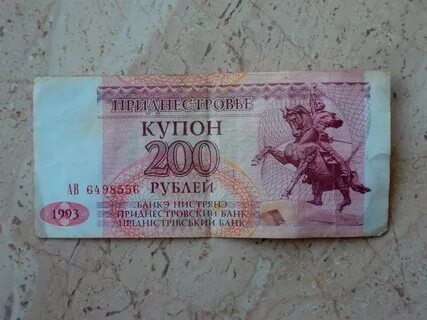 ПРИДНЕСТРОВЬЕ
КУПОН
200
РУБЛЕЙ
АВ 6498556
1993
БАНКЭ НИСТРЯНЭ
ПРИДНЕСТРОВСКИЙ БАНК
ПРИДНІСТРІВСЬКИЙ БАНК